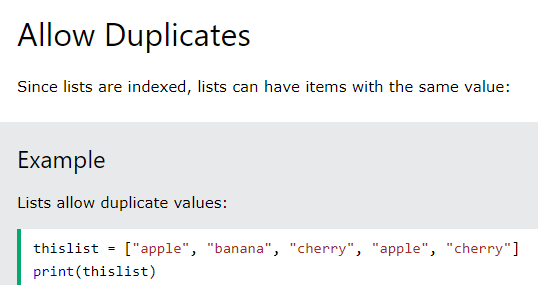 Allow Duplicates
Since lists are indexed, lists can have items with the same value:
Example
Lists allow duplicate values:
thislist = ["apple", "banana", "cherry", "apple", "cherry"]
print(thislist)